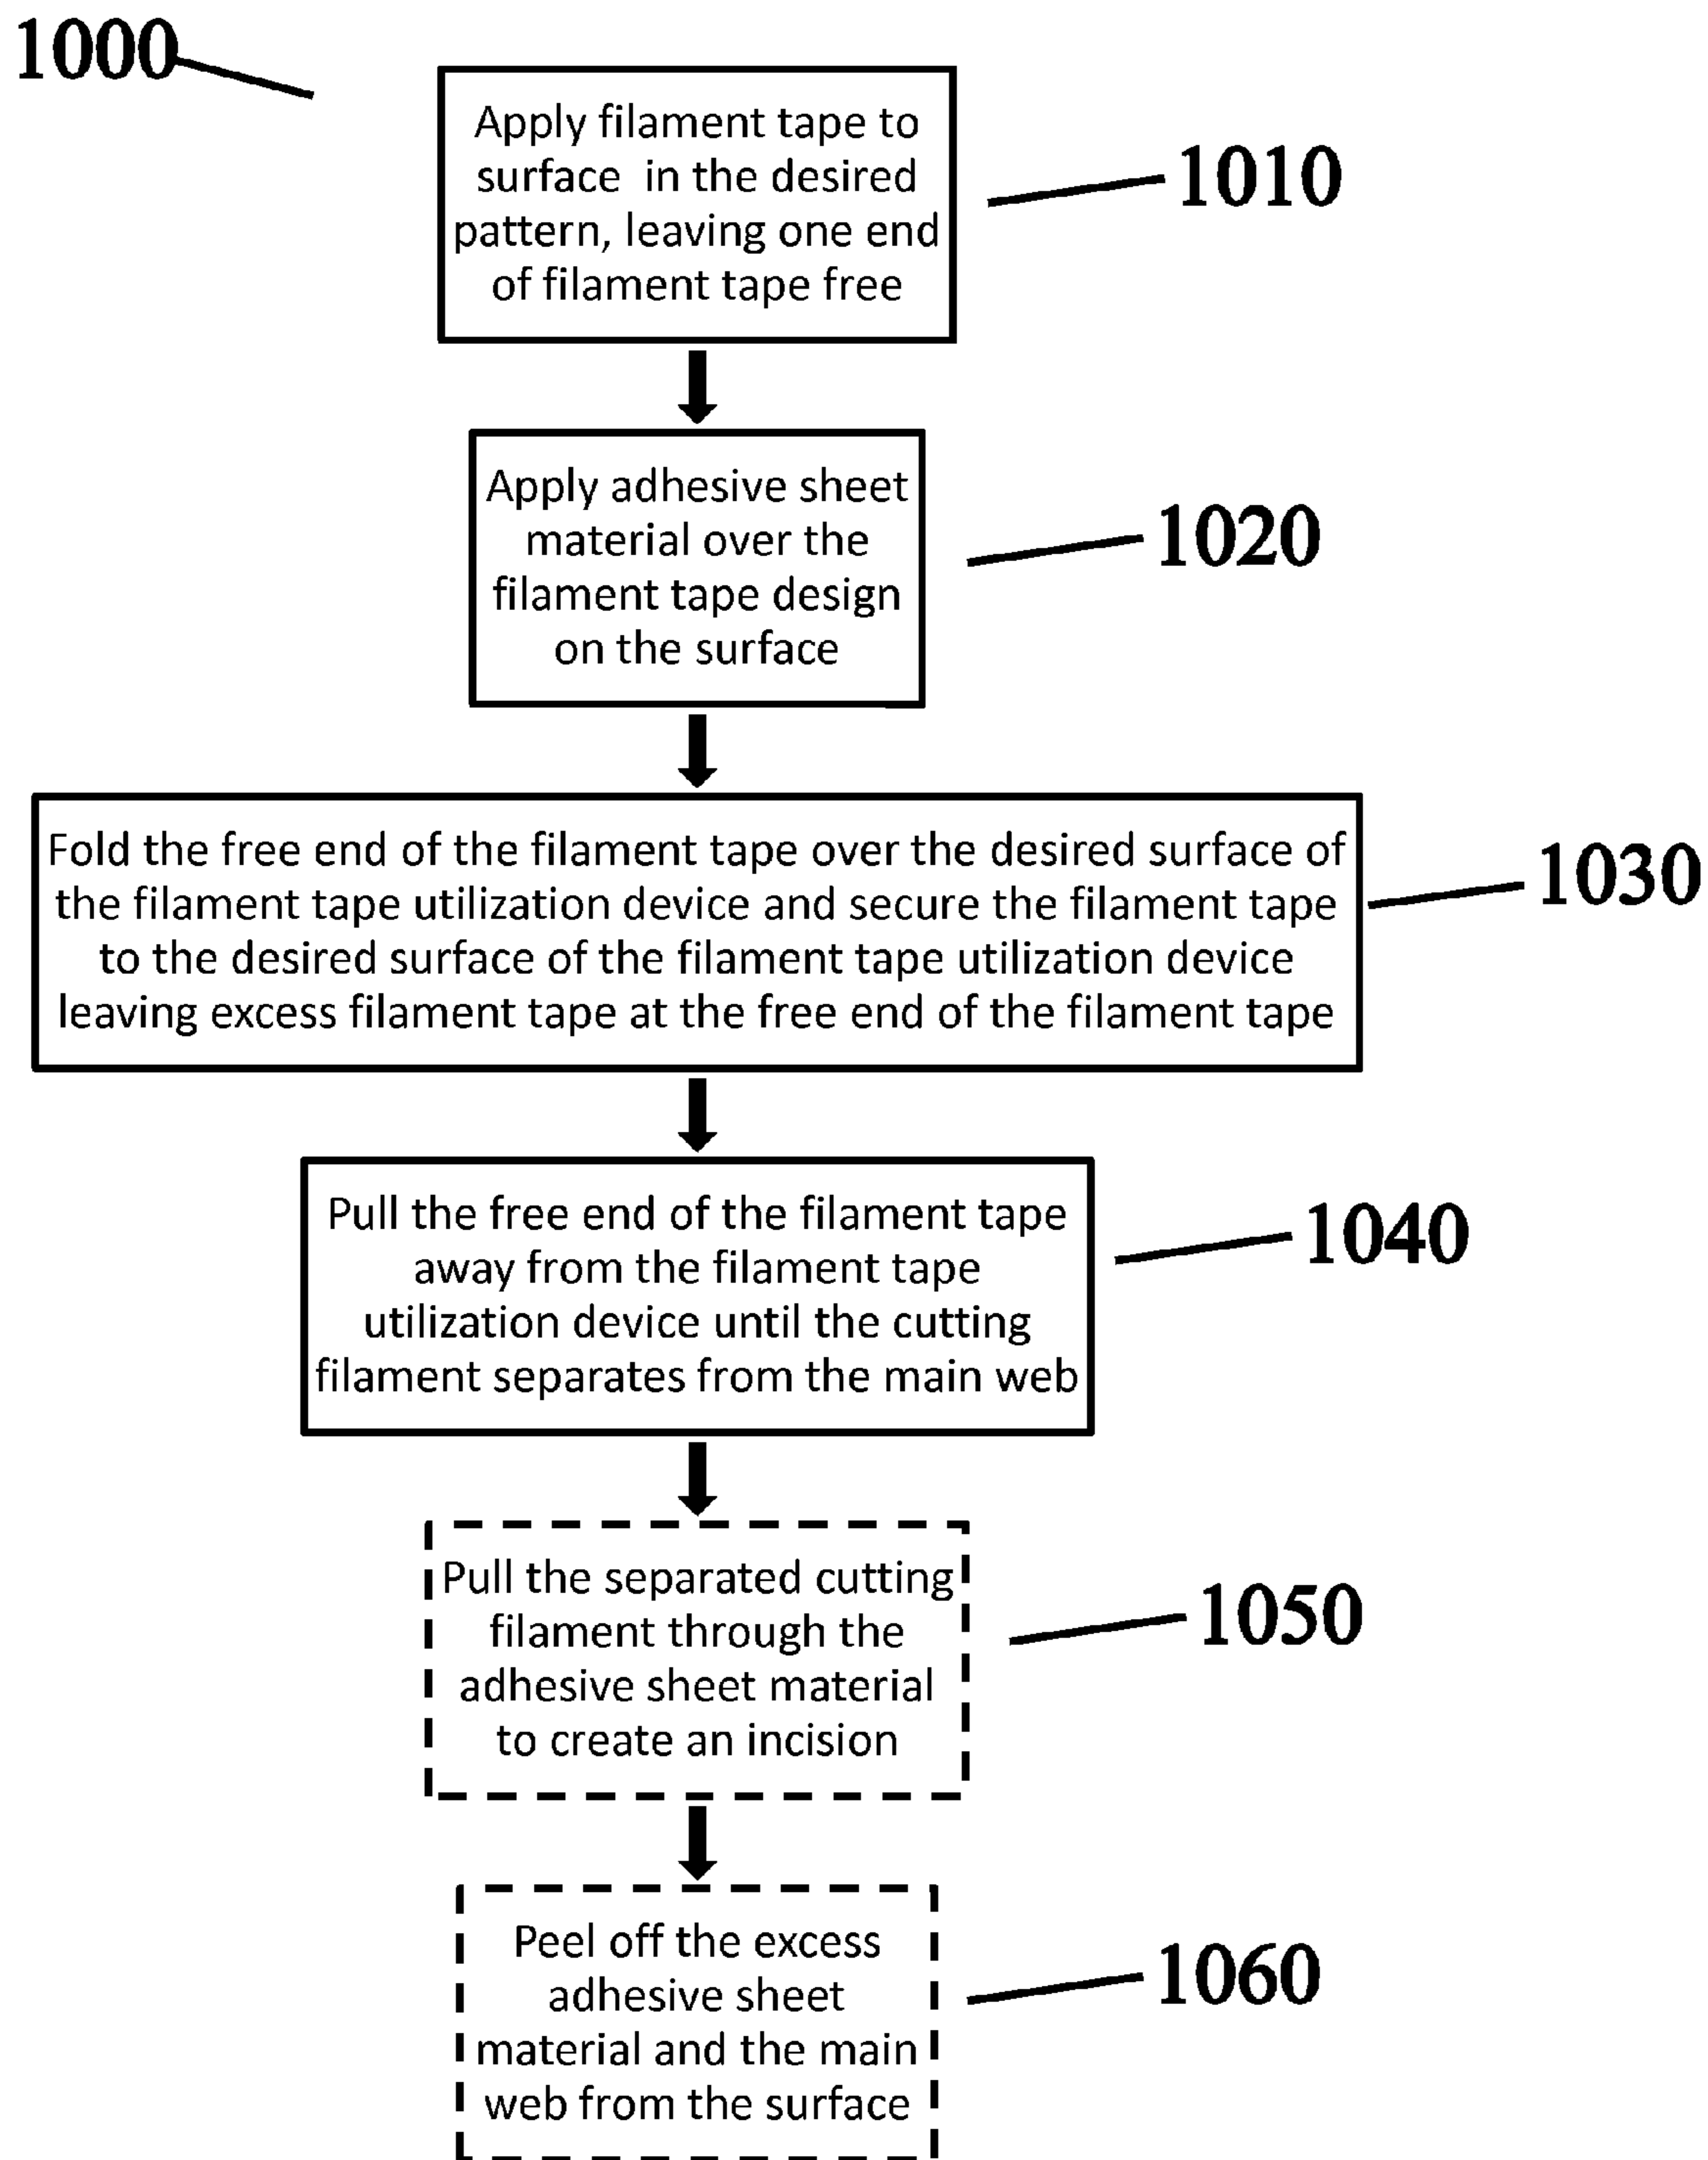 1000
Apply filament tape to
surface in the desired
pattern, leaving one end
of filament tape free
1010
Apply adhesive sheet
material over the
filament tape design
on the surface
1020
Fold the free end of the filament tape over the desired surface of
the filament tape utilization device and secure the filament tape
to the desired surface of the filament tape utilization device
leaving excess filament tape at the free end of the filament tape
1030
Pull the free end of the filament tape
away from the filament tape
utilization device until the cutting
filament separates from the main web
1040
Pull the separated cutting
filament through the
adhesive sheet material
to create an incision
1050
Peel off the excess
adhesive sheet
material and the main
web from the surface
1060